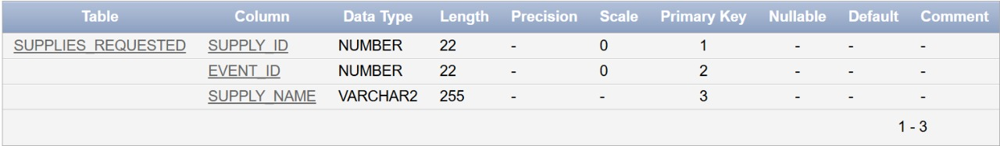 Table Column Data Type Length Precision Scale Primary Key Nullable Default Comment
SUPPLIES_REQUESTED SUPPLY_ID NUMBER 22 - 0 1 - - -
EVENT_ID NUMBER 22 - 0 2 - - -
SUPPLY_NAME VARCHAR2 255 - - 3 - - -
1 - 3